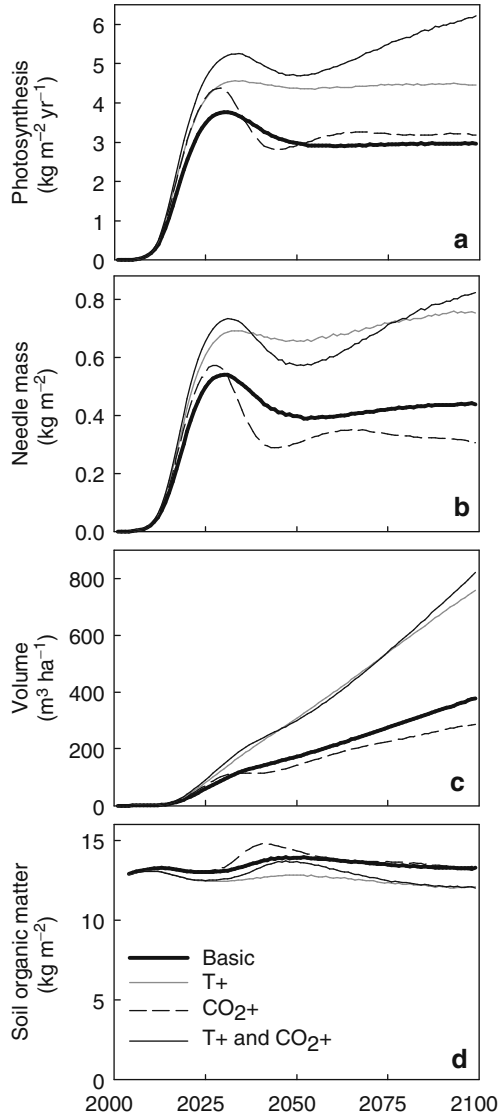 Photosynthesis
(kg m⁻² yr⁻¹)
6
5
4
3
2
1
0
a
Needle mass
(kg m⁻²)
0.8
0.6
0.4
0.2
0.0
b
Volume
(m³ ha⁻¹)
800
600
400
200
0
c
Soil organic matter
(kg m⁻²)
15
10
15
0
Basic
T+
CO₂+
T+ and CO₂+
d
2000 2025 2050 2075 2100